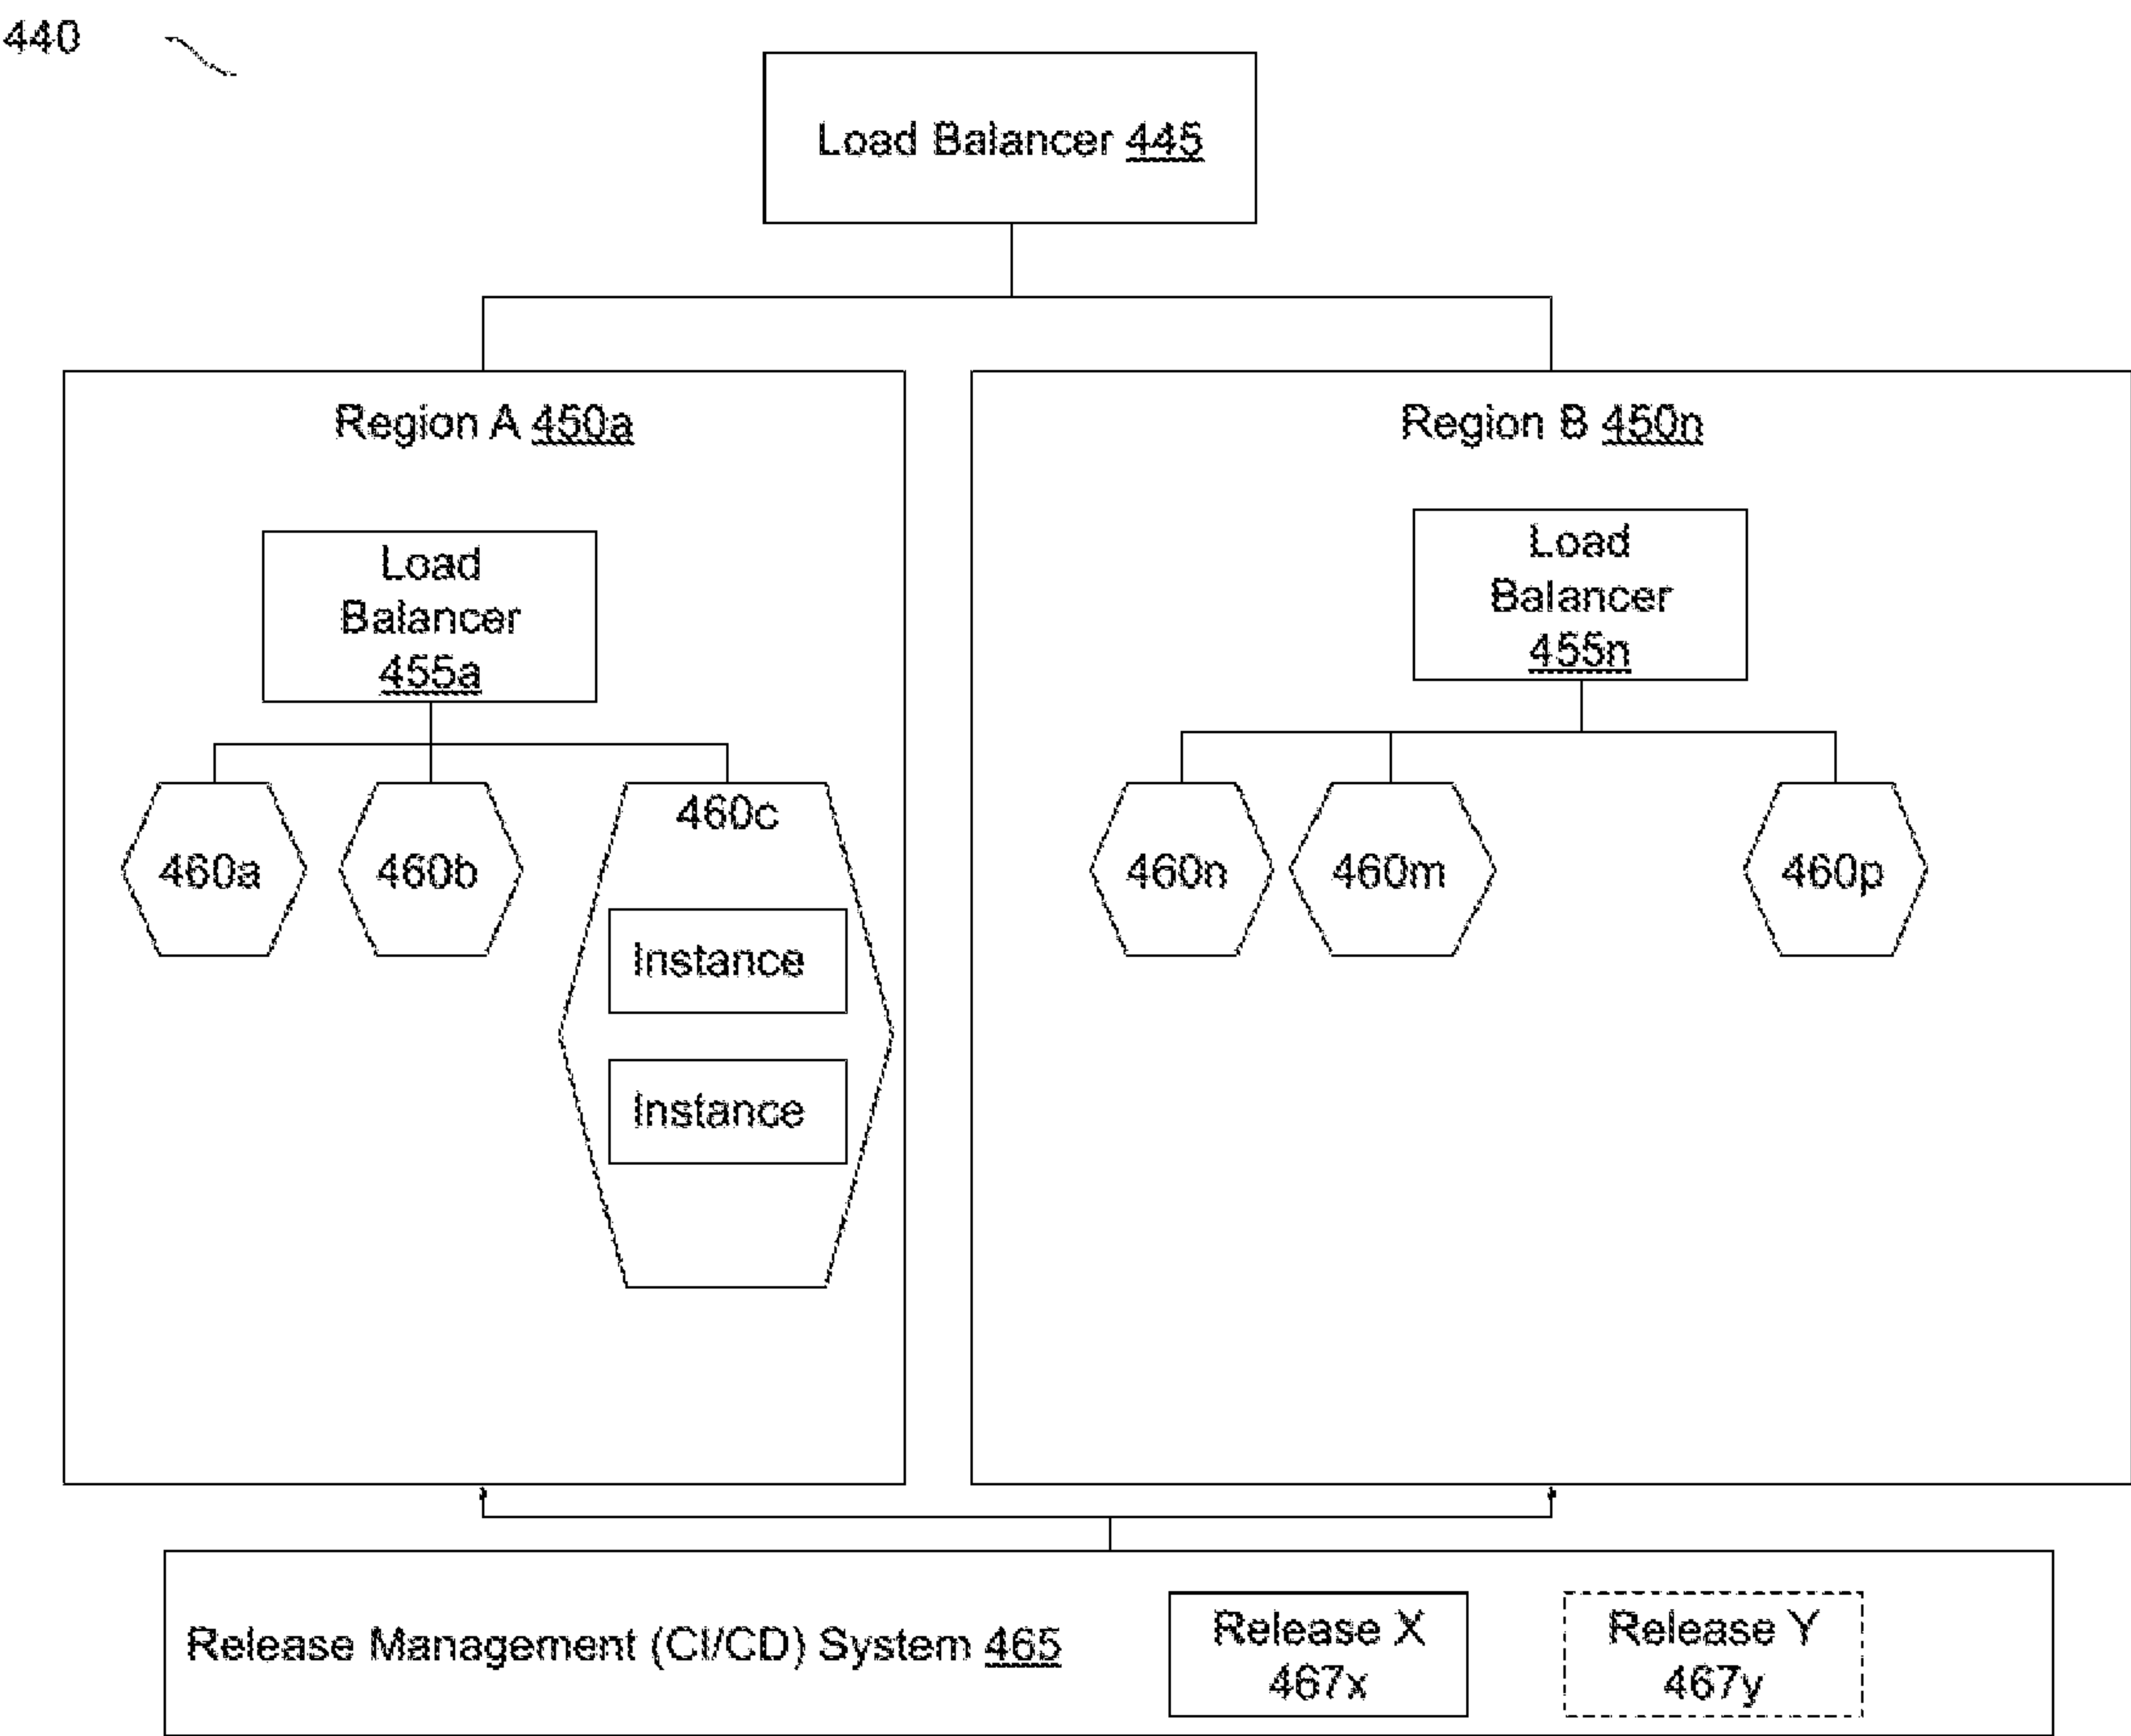 440
Load Balancer 445
Region A 450a
Region B 450n
Load
Balancer
455a
Load
Balancer
455n
460a
460b
460c
Instance
Instance
460n
460m
460p
Release Management (CI/CD) System 465
Release X
467x
Release Y
467y